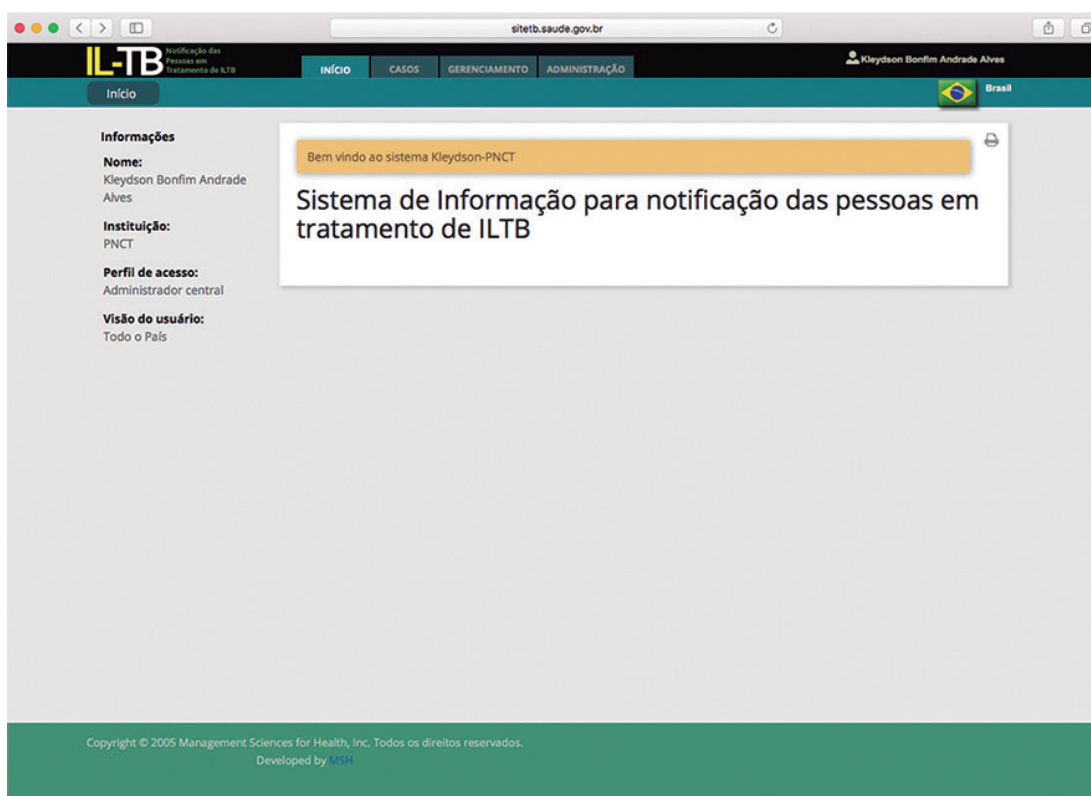 sitetb.saude.gov.br
IL-TB
Notificação das
Pessoas em
Tratamento de ILTB
INÍCIO
CASOS
GERENCIAMENTO
ADMINISTRAÇÃO
Kleydson Bonfim Andrade Alves
Início
Brasil
Informações
Nome:
Kleydson Bonfim Andrade
Alves
Instituição:
PNCT
Perfil de acesso:
Administrador central
Visão do usuário:
Todo o País
Bem vindo ao sistema Kleydson-PNCT
Sistema de Informação para notificação das pessoas em
tratamento de ILTB
Copyright © 2005 Management Sciences for Health, Inc. Todos os direitos reservados.
Developed by MSH